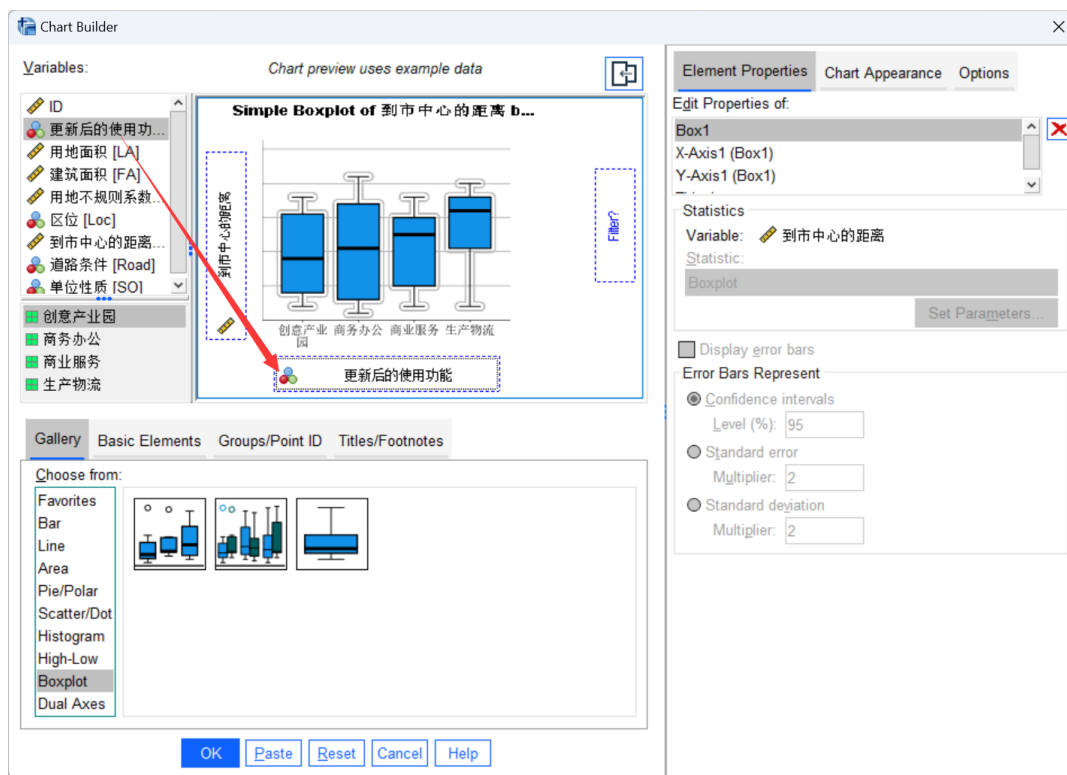 Chart Builder
Variables:
Chart preview uses example data
ID
更新后的使用功...
用地面积 [LA]
建筑面积 [FA]
用地不规则系数...
区位 [Loc]
到市中心的距离...
道路条件 [Road]
单位性质 [SO]
创意产业园
商务办公
商业服务
生产物流
Simple Boxplot of 到市中心的距离 b...
到市中心的距离
Filter?
创意产业园
商务办公
商业服务
生产物流
更新后的使用功能
Gallery
Basic Elements
Groups/Point ID
Titles/Footnotes
Choose from:
Favorites
Bar
Line
Area
Pie/Polar
Scatter/Dot
Histogram
High-Low
Boxplot
Dual Axes
OK
Paste
Reset
Cancel
Help
Element Properties
Chart Appearance
Options
Edit Properties of:
Box1
X-Axis1 (Box1)
Y-Axis1 (Box1)
Statistics
Variable: 到市中心的距离
Statistic:
Boxplot
Set Parameters...
Display error bars
Error Bars Represent
Confidence intervals
Level (%): 95
Standard error
Multiplier: 2
Standard deviation
Multiplier: 2